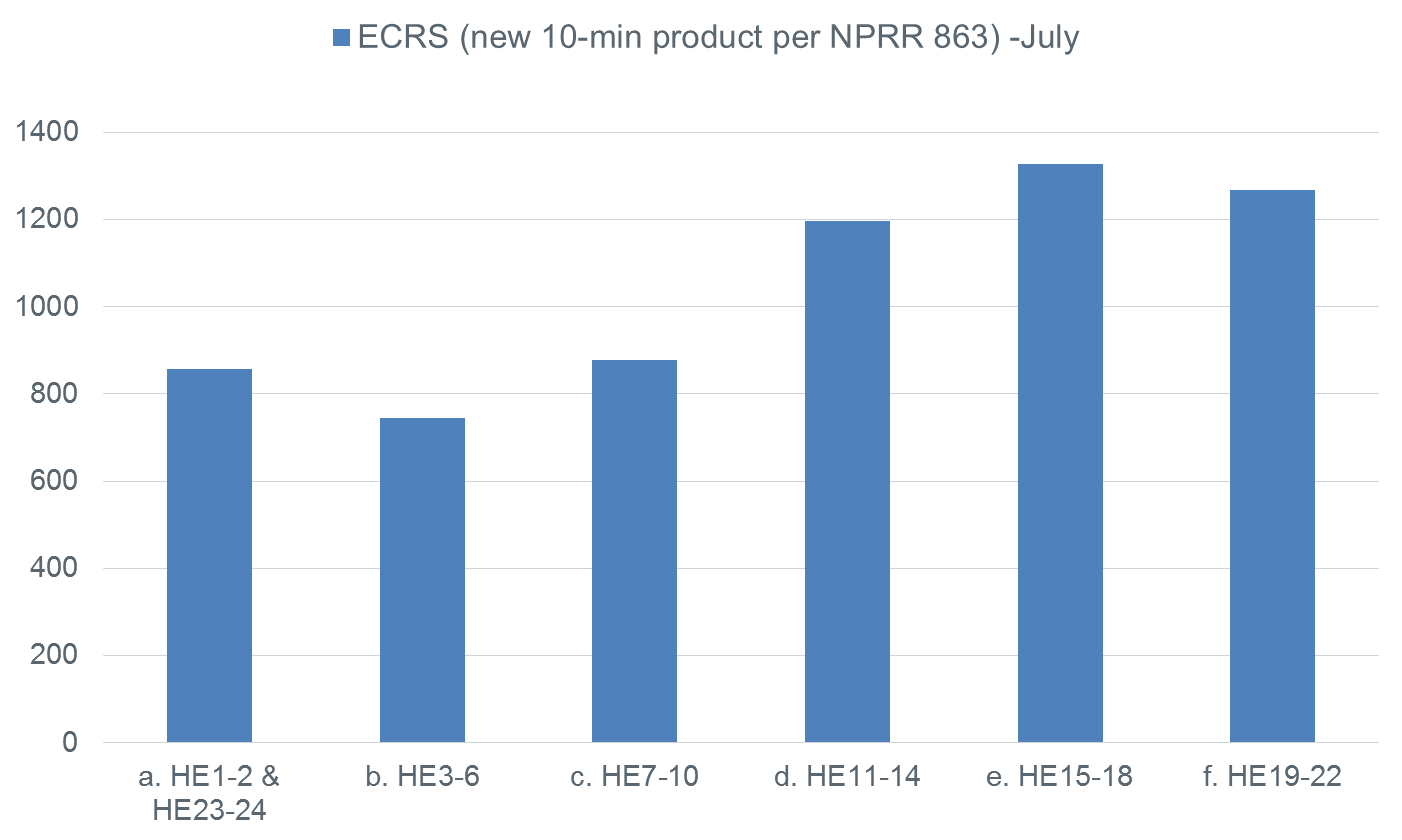 ECRS (new 10-min product per NPRR 863) -July
1400
1200
1000
800
600
400
200
0
a. HE1-2 &
HE23-24
b. HE3-6
c. HE7-10
d. HE11-14
e. HE15-18
f. HE19-22